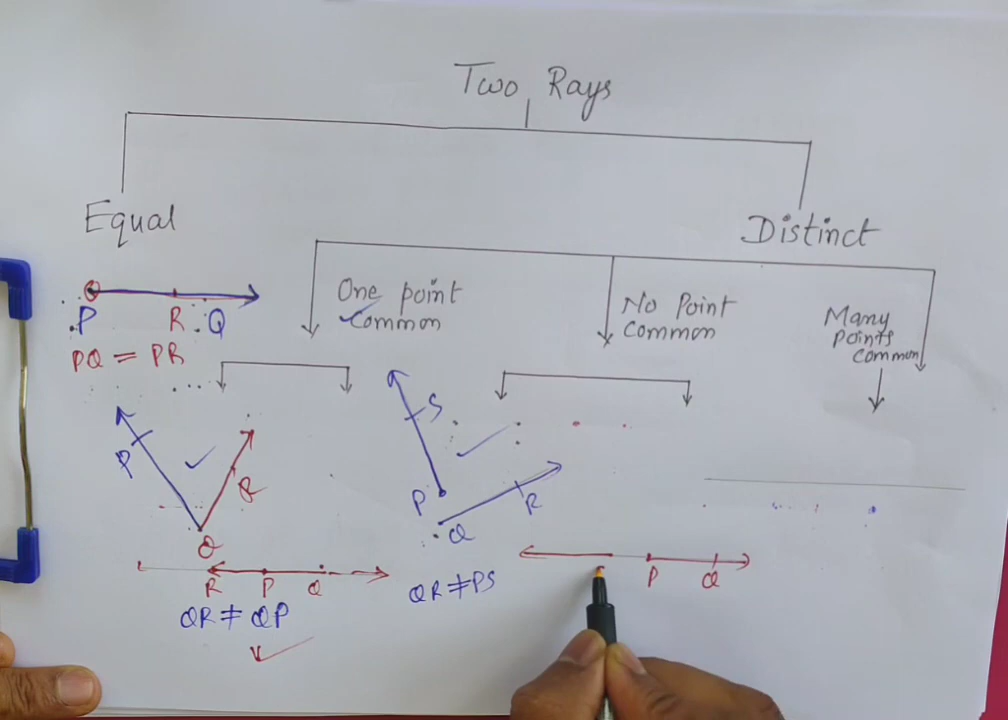 Two Rays
Equal
Distinct
One point
Common
No Point
Common
Many
Points
Common
P R Q
PQ = PR
P
R
Q
S
P
R
Q
R P Q
QR ≠ QP
QR ≠ PS
P Q